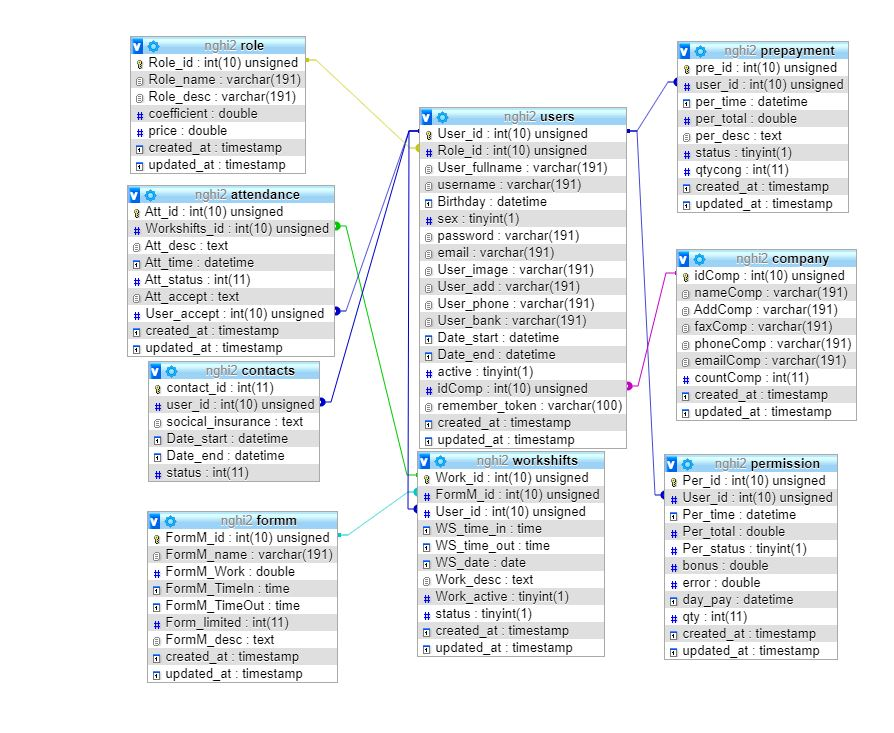 nghi2 role
Role_id : int(10) unsigned
Role_name : varchar(191)
Role_desc : varchar(191)
coefficient : double
price : double
created_at : timestamp
updated_at : timestamp
nghi2 attendance
Att_id : int(10) unsigned
Workshifts_id : int(10) unsigned
Att_desc : text
Att_time : datetime
Att_status : int(11)
Att_accept : text
User_accept : int(10) unsigned
created_at : timestamp
updated_at : timestamp
nghi2 contacts
contact_id : int(11)
user_id : int(10) unsigned
socical_insurance : text
Date_start : datetime
Date_end : datetime
status : int(11)
nghi2 formm
FormM_id : int(10) unsigned
FormM_name : varchar(191)
FormM_Work : double
FormM_TimeIn : time
FormM_TimeOut : time
Form_limited : int(11)
FormM_desc : text
created_at : timestamp
updated_at : timestamp
nghi2 users
User_id : int(10) unsigned
Role_id : int(10) unsigned
User_fullname : varchar(191)
username : varchar(191)
Birthday : datetime
sex : tinyint(1)
password : varchar(191)
email : varchar(191)
User_image : varchar(191)
User_add : varchar(191)
User_phone : varchar(191)
User_bank : varchar(191)
Date_start : datetime
Date_end : datetime
active : tinyint(1)
idComp : int(10) unsigned
remember_token : varchar(100)
created_at : timestamp
updated_at : timestamp
nghi2 workshifts
Work_id : int(10) unsigned
FormM_id : int(10) unsigned
User_id : int(10) unsigned
WS_time_in : time
WS_time_out : time
WS_date : date
Work_desc : text
Work_active : tinyint(1)
status : tinyint(1)
created_at : timestamp
updated_at : timestamp
nghi2 prepayment
pre_id : int(10) unsigned
user_id : int(10) unsigned
per_time : datetime
per_total : double
per_desc : text
status : tinyint(1)
qtycong : int(11)
created_at : timestamp
updated_at : timestamp
nghi2 company
idComp : int(10) unsigned
nameComp : varchar(191)
AddComp : varchar(191)
faxComp : varchar(191)
phoneComp : varchar(191)
emailComp : varchar(191)
countComp : int(11)
created_at : timestamp
updated_at : timestamp
nghi2 permission
Per_id : int(10) unsigned
User_id : int(10) unsigned
Per_time : datetime
Per_total : double
Per_status : tinyint(1)
bonus : double
error : double
day_pay : datetime
qty : int(11)
created_at : timestamp
updated_at : timestamp